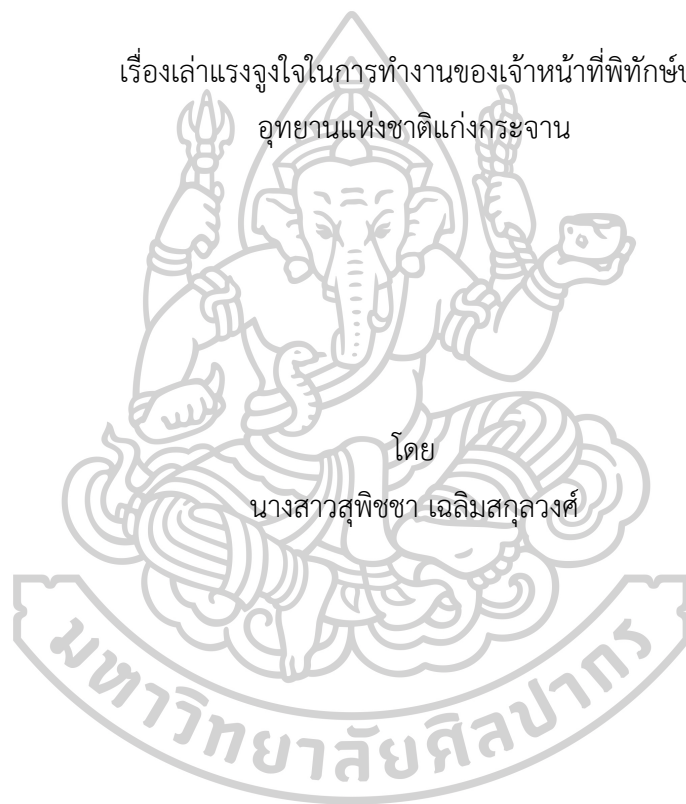 เรื่องเล่าแรงจูงใจในการทำงานของเจ้าหน้าที่พิทักษ์
อุทยานแห่งชาติแก่งกระจาน
โดย
นางสาวสุพิชชา เฉลิมสกุลวงศ์
มหาวิทยาลัยศิลปากร